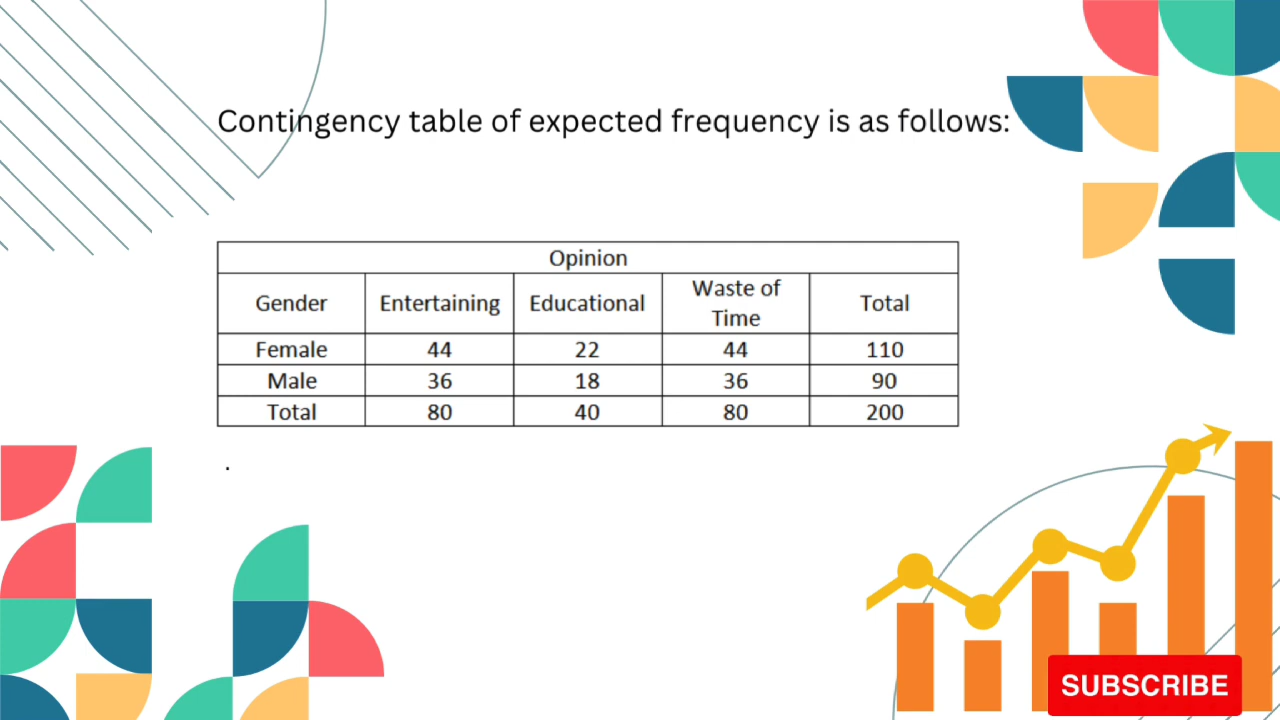 Contingency table of expected frequency is as follows:
Opinion
Gender Entertaining Educational Waste of Time Total
Female 44 22 44 110
Male 36 18 36 90
Total 80 40 80 200
.
SUBSCRIBE